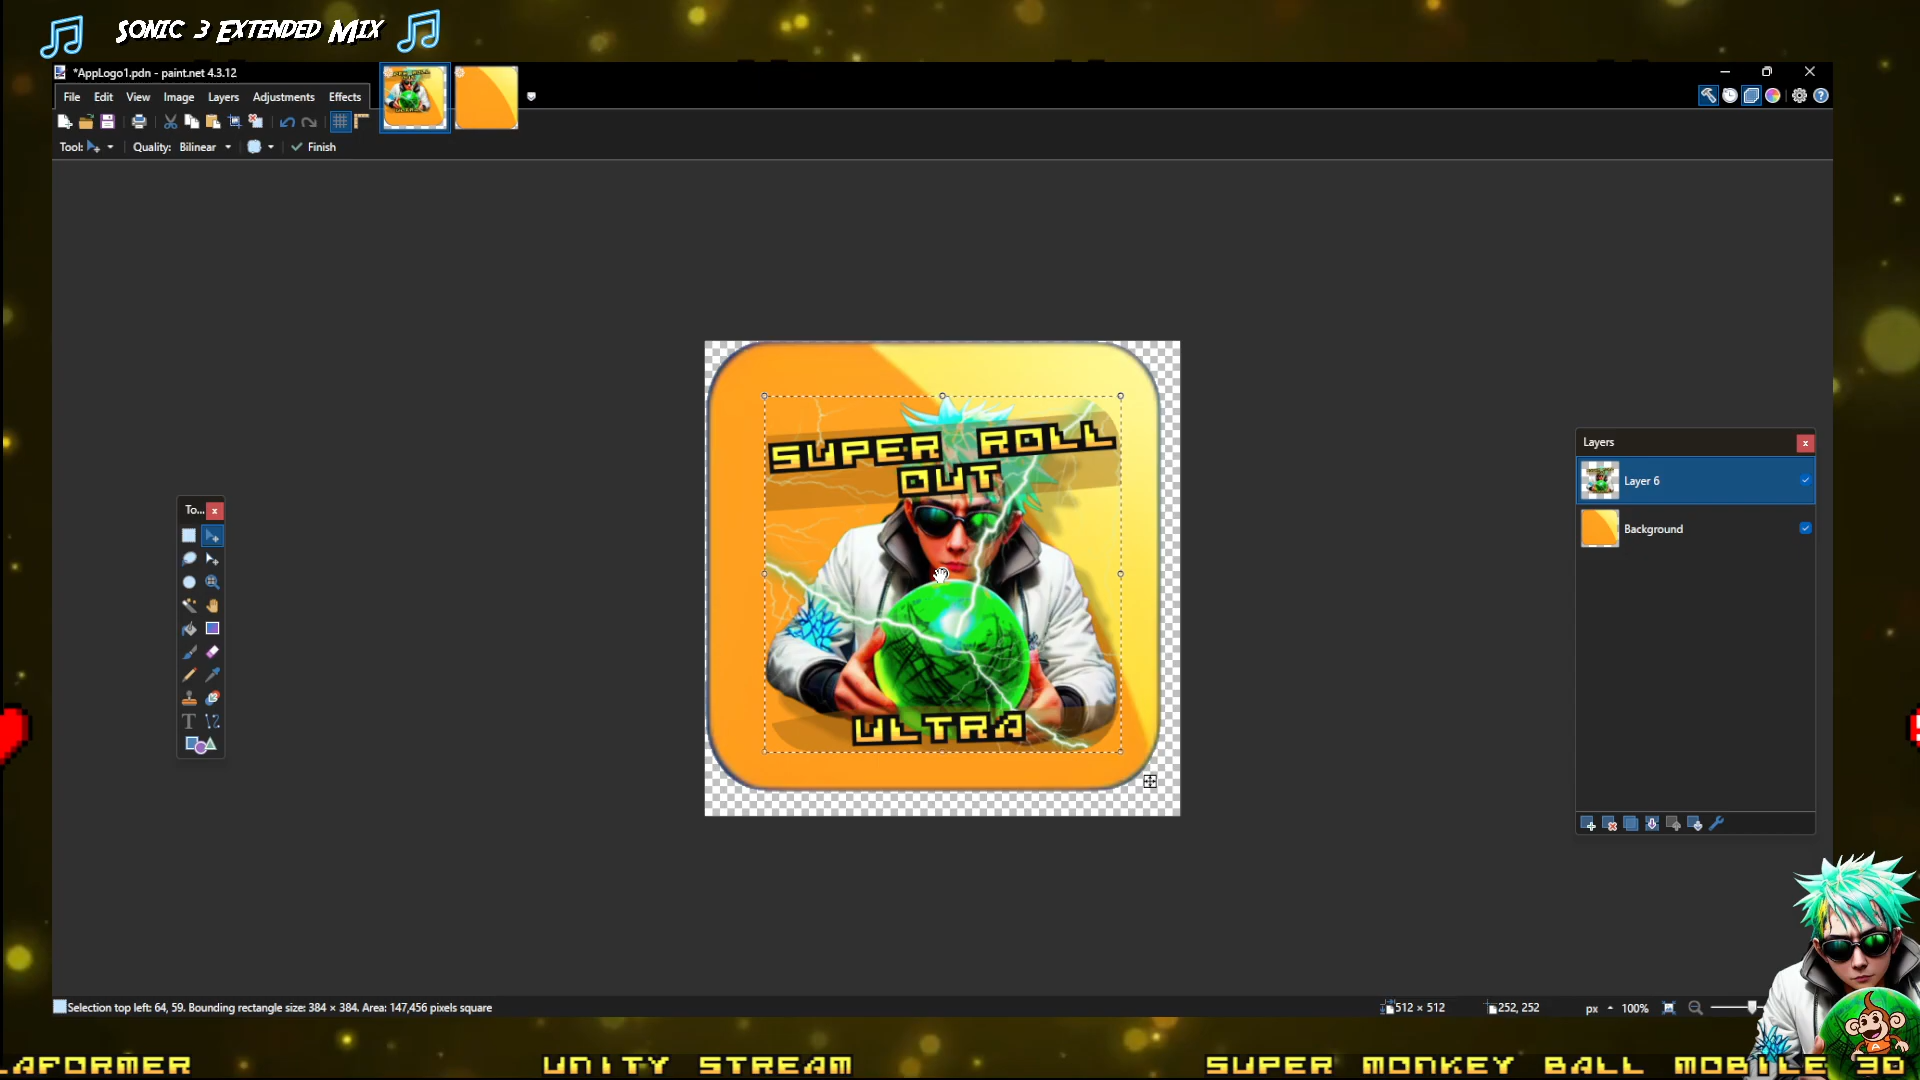 Sonic 3 Extended Mix
*AppLogo1.pdn - paint.net 4.3.12
File Edit View Image Layers Adjustments Effects
Tool: Quality: Bilinear Finish
SUPER ROLL
OUT
ULTRA
To...
Layers
Layer 6
Background
Selection top left: 64, 59. Bounding rectangle size: 384 × 384. Area: 147,456 pixels square
512 × 512 252, 252 px 100%
LAFORMER UNITY STREAM SUPER MONKEY BALL MOBILE 3D